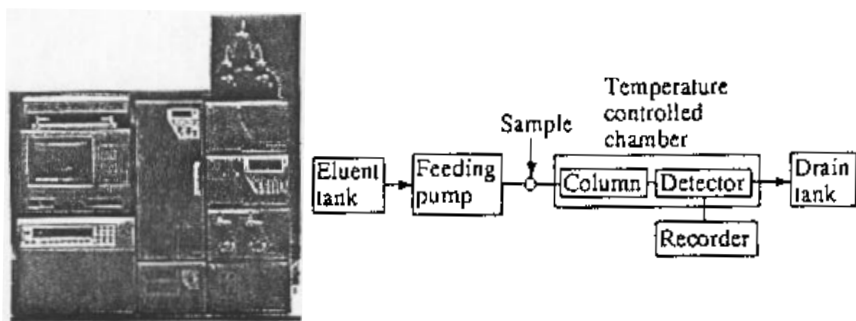 Temperature
controlled
chamber
Sample
Eluent
tank
Feeding
pump
Column
Detector
Drain
tank
Recorder